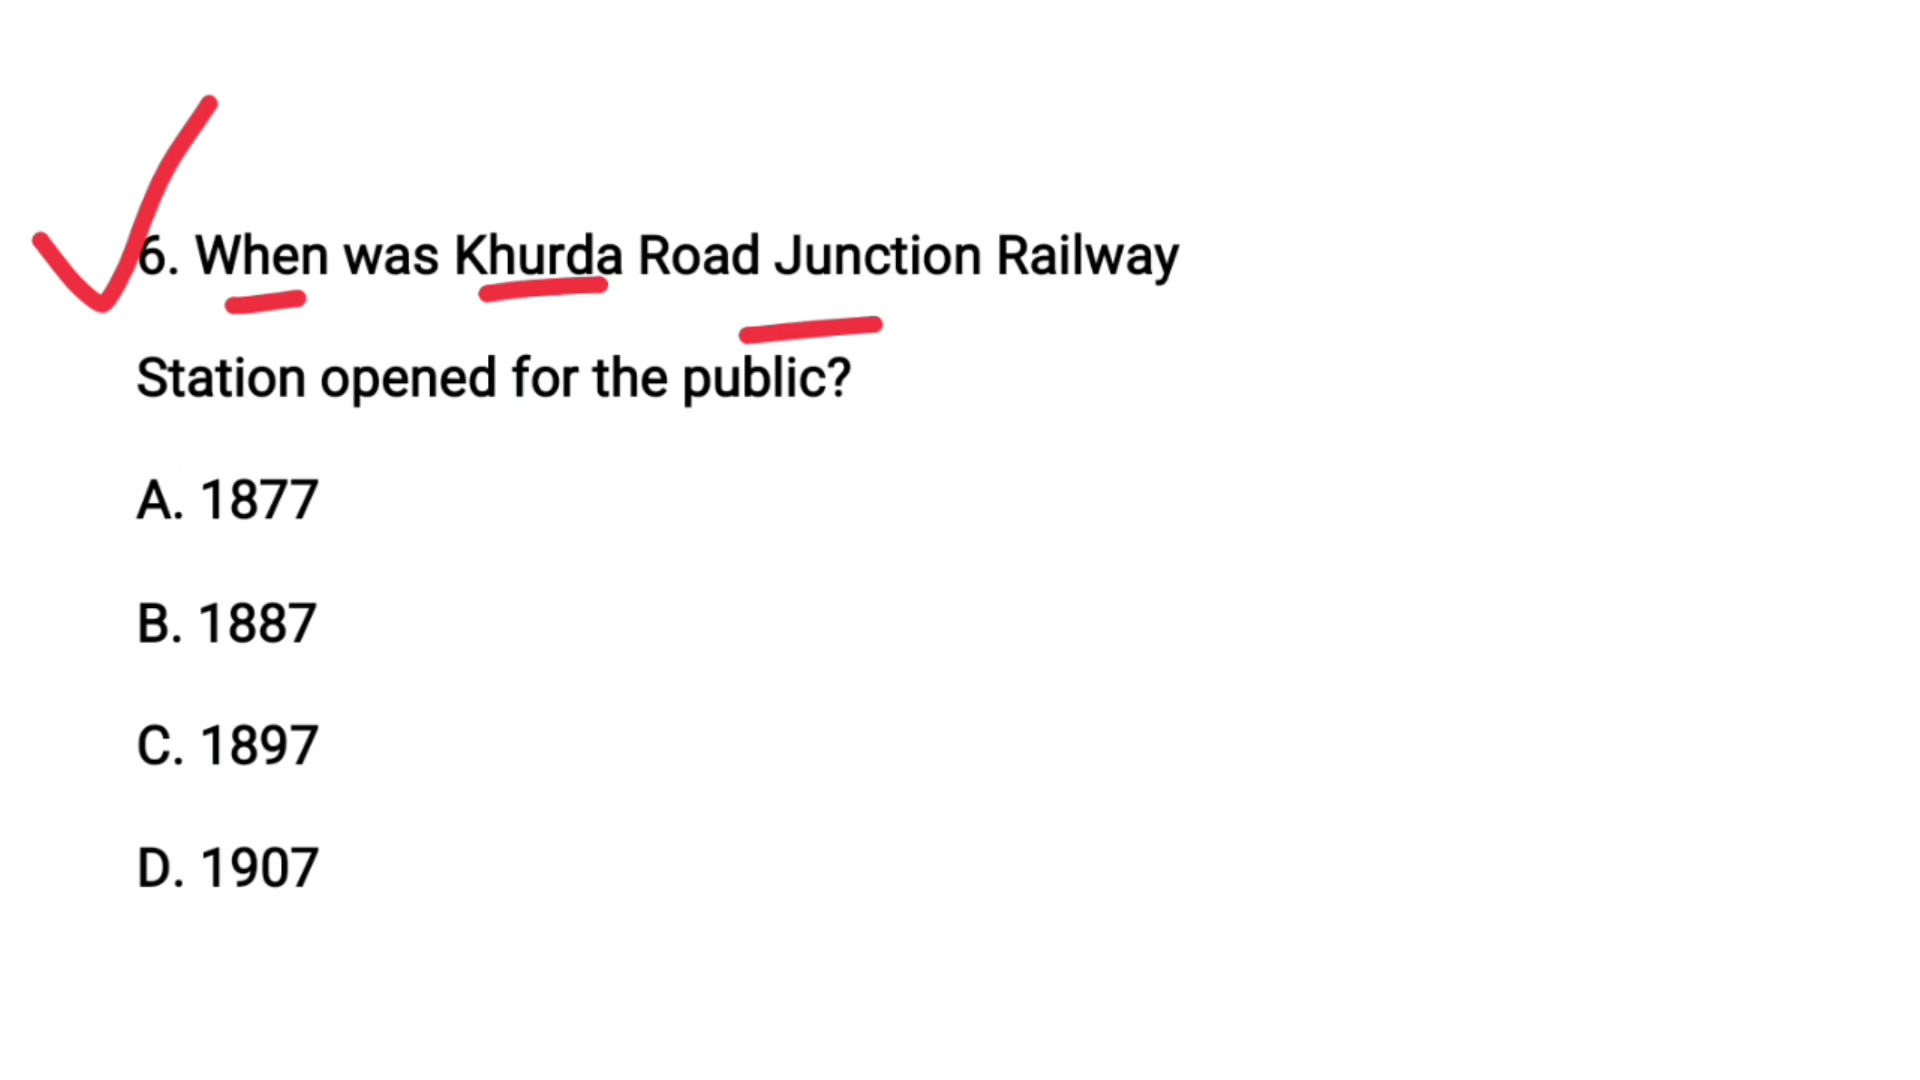 6. When was Khurda Road Junction Railway
Station opened for the public?
A. 1877
B. 1887
C. 1897
D. 1907